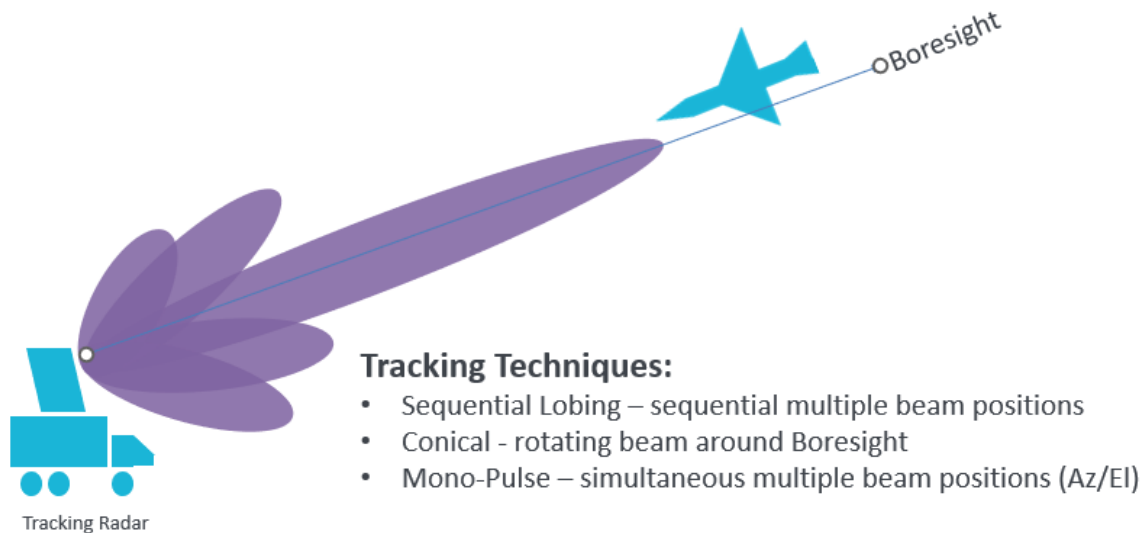 Boresight
Tracking Techniques:
• Sequential Lobing – sequential multiple beam positions
• Conical - rotating beam around Boresight
• Mono-Pulse – simultaneous multiple beam positions (Az/El)
Tracking Radar